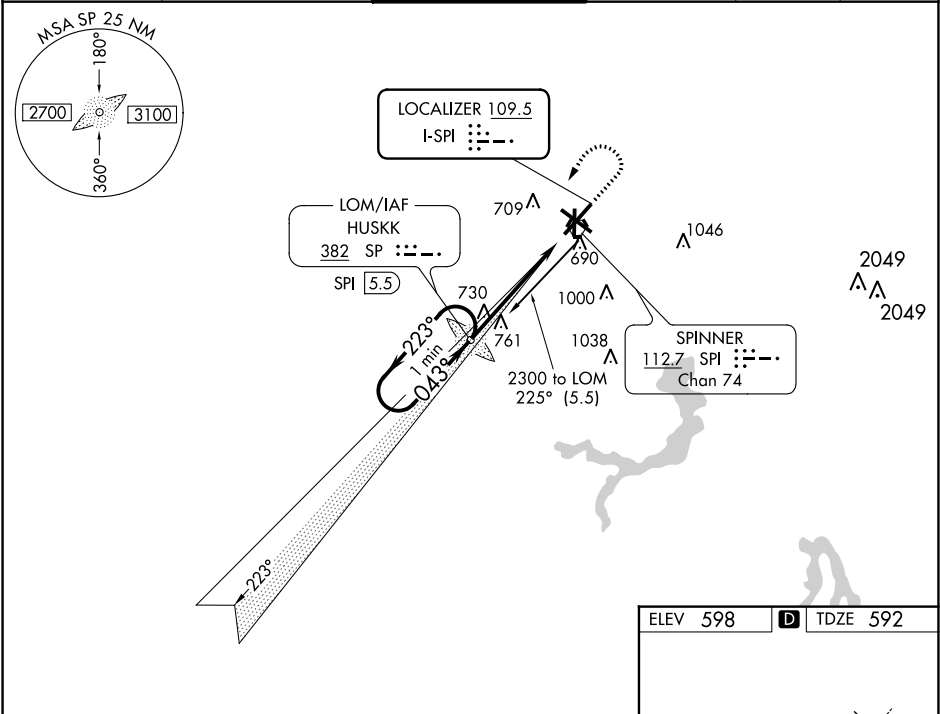 MSA SP 25 NM
180°
2700
3100
360°
LOCALIZER 109.5
I-SPI
LOM/IAF
HUSKK
382 SP
SPI 5.5
709
690
1046
2049
2049
730
761
1000
1038
SPINNER
112.7 SPI
Chan 74
223°
1 min
043°
2300 to LOM
225° (5.5)
223°
ELEV 598 D TDZE 592